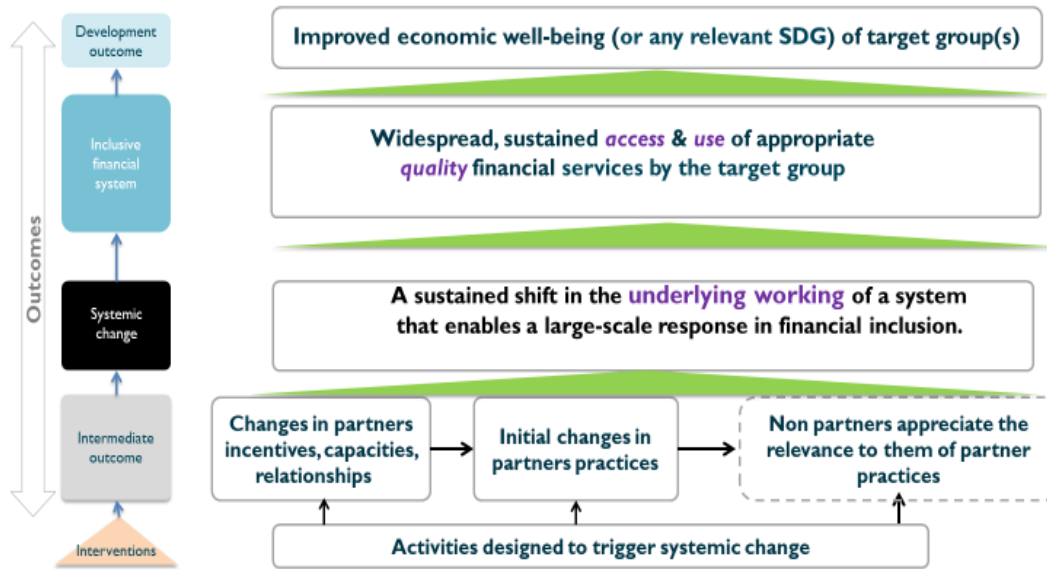 Outcomes
Development
outcome
Improved economic well-being (or any relevant SDG) of target group(s)
Inclusive
financial
system
Widespread, sustained access & use of appropriate
quality financial services by the target group
Systemic
change
A sustained shift in the underlying working of a system
that enables a large-scale response in financial inclusion.
Intermediate
outcome
Changes in partners
incentives, capacities,
relationships
Initial changes in
partners practices
Non partners appreciate the
relevance to them of partner
practices
Interventions
Activities designed to trigger systemic change